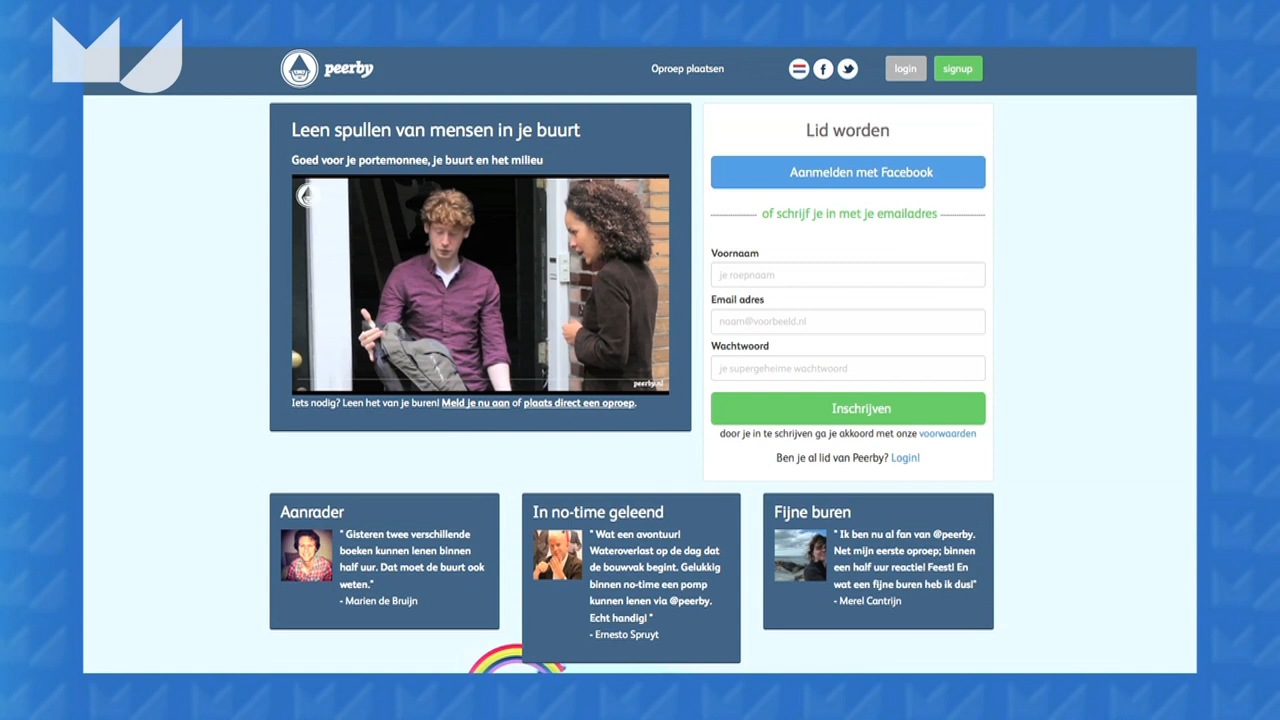 peerby
Oproep plaatsen
login
signup
Leen spullen van mensen in je buurt
Goed voor je portemonnee, je buurt en het milieu
peerby.nl
Iets nodig? Leen het van je buren! Meld je nu aan of plaats direct een oproep.
Lid worden
Aanmelden met Facebook
of schrijf je in met je emailadres
Voornaam
je roepnaam
Email adres
naam@voorbeeld.nl
Wachtwoord
je supergeheime wachtwoord
Inschrijven
door je in te schrijven ga je akkoord met onze voorwaarden
Ben je al lid van Peerby? Login!
Aanrader
" Gisteren twee verschillende
boeken kunnen lenen binnen
half uur. Dat moet de buurt ook
weten."
- Marien de Bruijn
In no-time geleend
" Wat een avontuur!
Wateroverlast op de dag dat
de bouwvak begint. Gelukkig
binnen no-time een pomp
kunnen lenen via @peerby.
Echt handig! "
- Ernesto Spruyt
Fijne buren
" Ik ben nu al fan van @peerby.
Net mijn eerste oproep; binnen
een half uur reactie! Feest! En
wat een fijne buren heb ik dus!"
- Merel Cantrijn